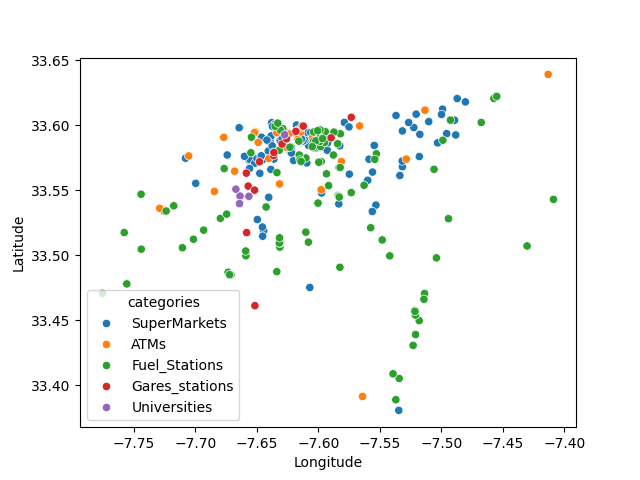 33.65
33.60
33.55
33.50
33.45
33.40
Latitude
categories
SuperMarkets
ATMs
Fuel_Stations
Gares_stations
Universities
−7.75 −7.70 −7.65 −7.60 −7.55 −7.50 −7.45 −7.40
Longitude